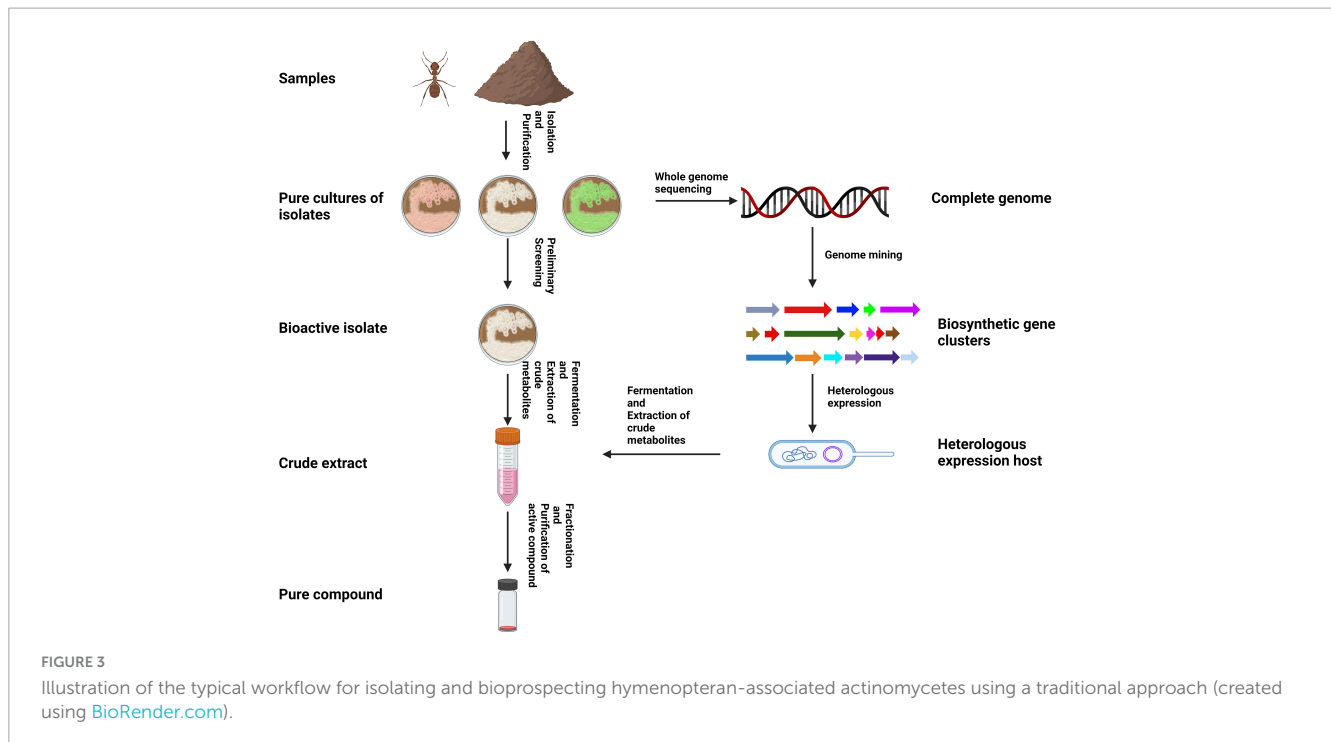 Samples
Isolation
and
Purification
Pure cultures of
isolates
Whole genome
sequencing
Complete genome
Preliminary
Screening
Genome mining
Bioactive isolate
Biosynthetic gene
clusters
Fermentation
and
Extraction of
crude
metabolites
Fermentation
and
Extraction of
crude
metabolites
Heterologous
expression
Crude extract
Heterologous
expression host
Fractionation
and
Purification of
active compound
Pure compound
FIGURE 3
Illustration of the typical workflow for isolating and bioprospecting hymenopteran-associated actinomycetes using a traditional approach (created
using BioRender.com).